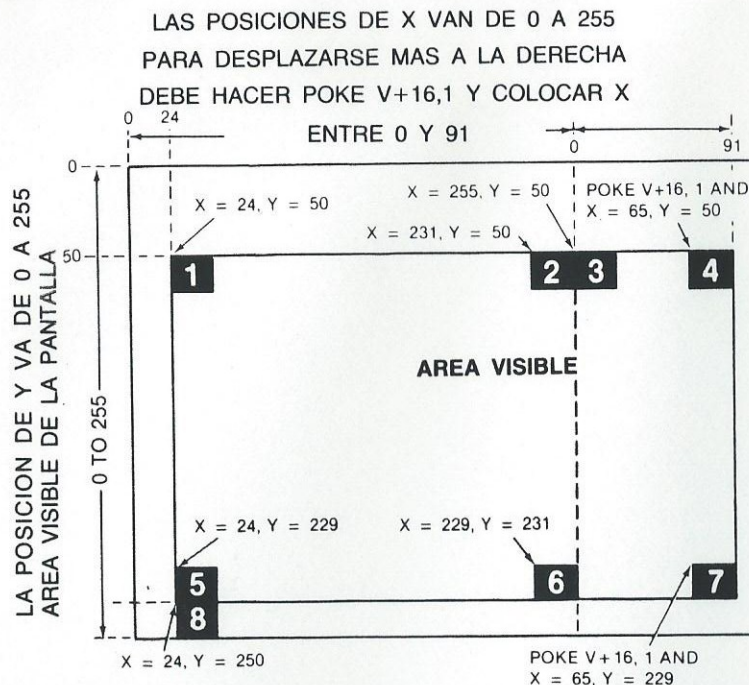 LAS POSICIONES DE X VAN DE 0 A 255
PARA DESPLAZARSE MAS A LA DERECHA
DEBE HACER POKE V+16,1 Y COLOCAR X
ENTRE 0 Y 91
0 24 0 91
0
50
LA POSICION DE Y VA DE 0 A 255
AREA VISIBLE DE LA PANTALLA
0 TO 255
X = 24, Y = 50
X = 255, Y = 50
X = 231, Y = 50
POKE V+16, 1 AND
X = 65, Y = 50
1
2
3
4
AREA VISIBLE
X = 24, Y = 229
X = 229, Y = 231
5
6
7
8
X = 24, Y = 250
POKE V+16, 1 AND
X = 65, Y = 229